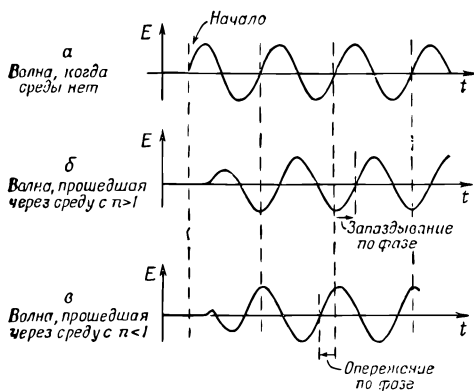 Начало
E
а
Волна, когда
среды нет
t
E
б
Волна, прошедшая
через среду с n>1
t
Запаздывание
по фазе
E
в
Волна, прошедшая
через среду с n<1
t
Опережение
по фазе